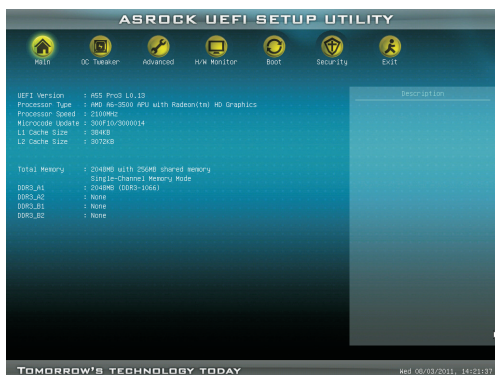 ASROCK UEFI SETUP UTILITY
Main OC Tweaker Advanced H/W Monitor Boot Security Exit
Description
UEFI Version : A55 Pro3 L0.13
Processor Type : AMD A6-3500 APU with Radeon(tm) HD Graphics
Processor Speed : 2100MHz
Microcode Update : 300F10/3000014
L1 Cache Size : 384KB
L2 Cache Size : 3072KB
Total Memory : 2048MB with 256MB shared memory
Single-Channel Memory Mode
DDR3_A1 : 2048MB (DDR3-1066)
DDR3_A2 : None
DDR3_B1 : None
DDR3_B2 : None
TOMORROW'S TECHNOLOGY TODAY
Wed 08/03/2011, 14:21:37